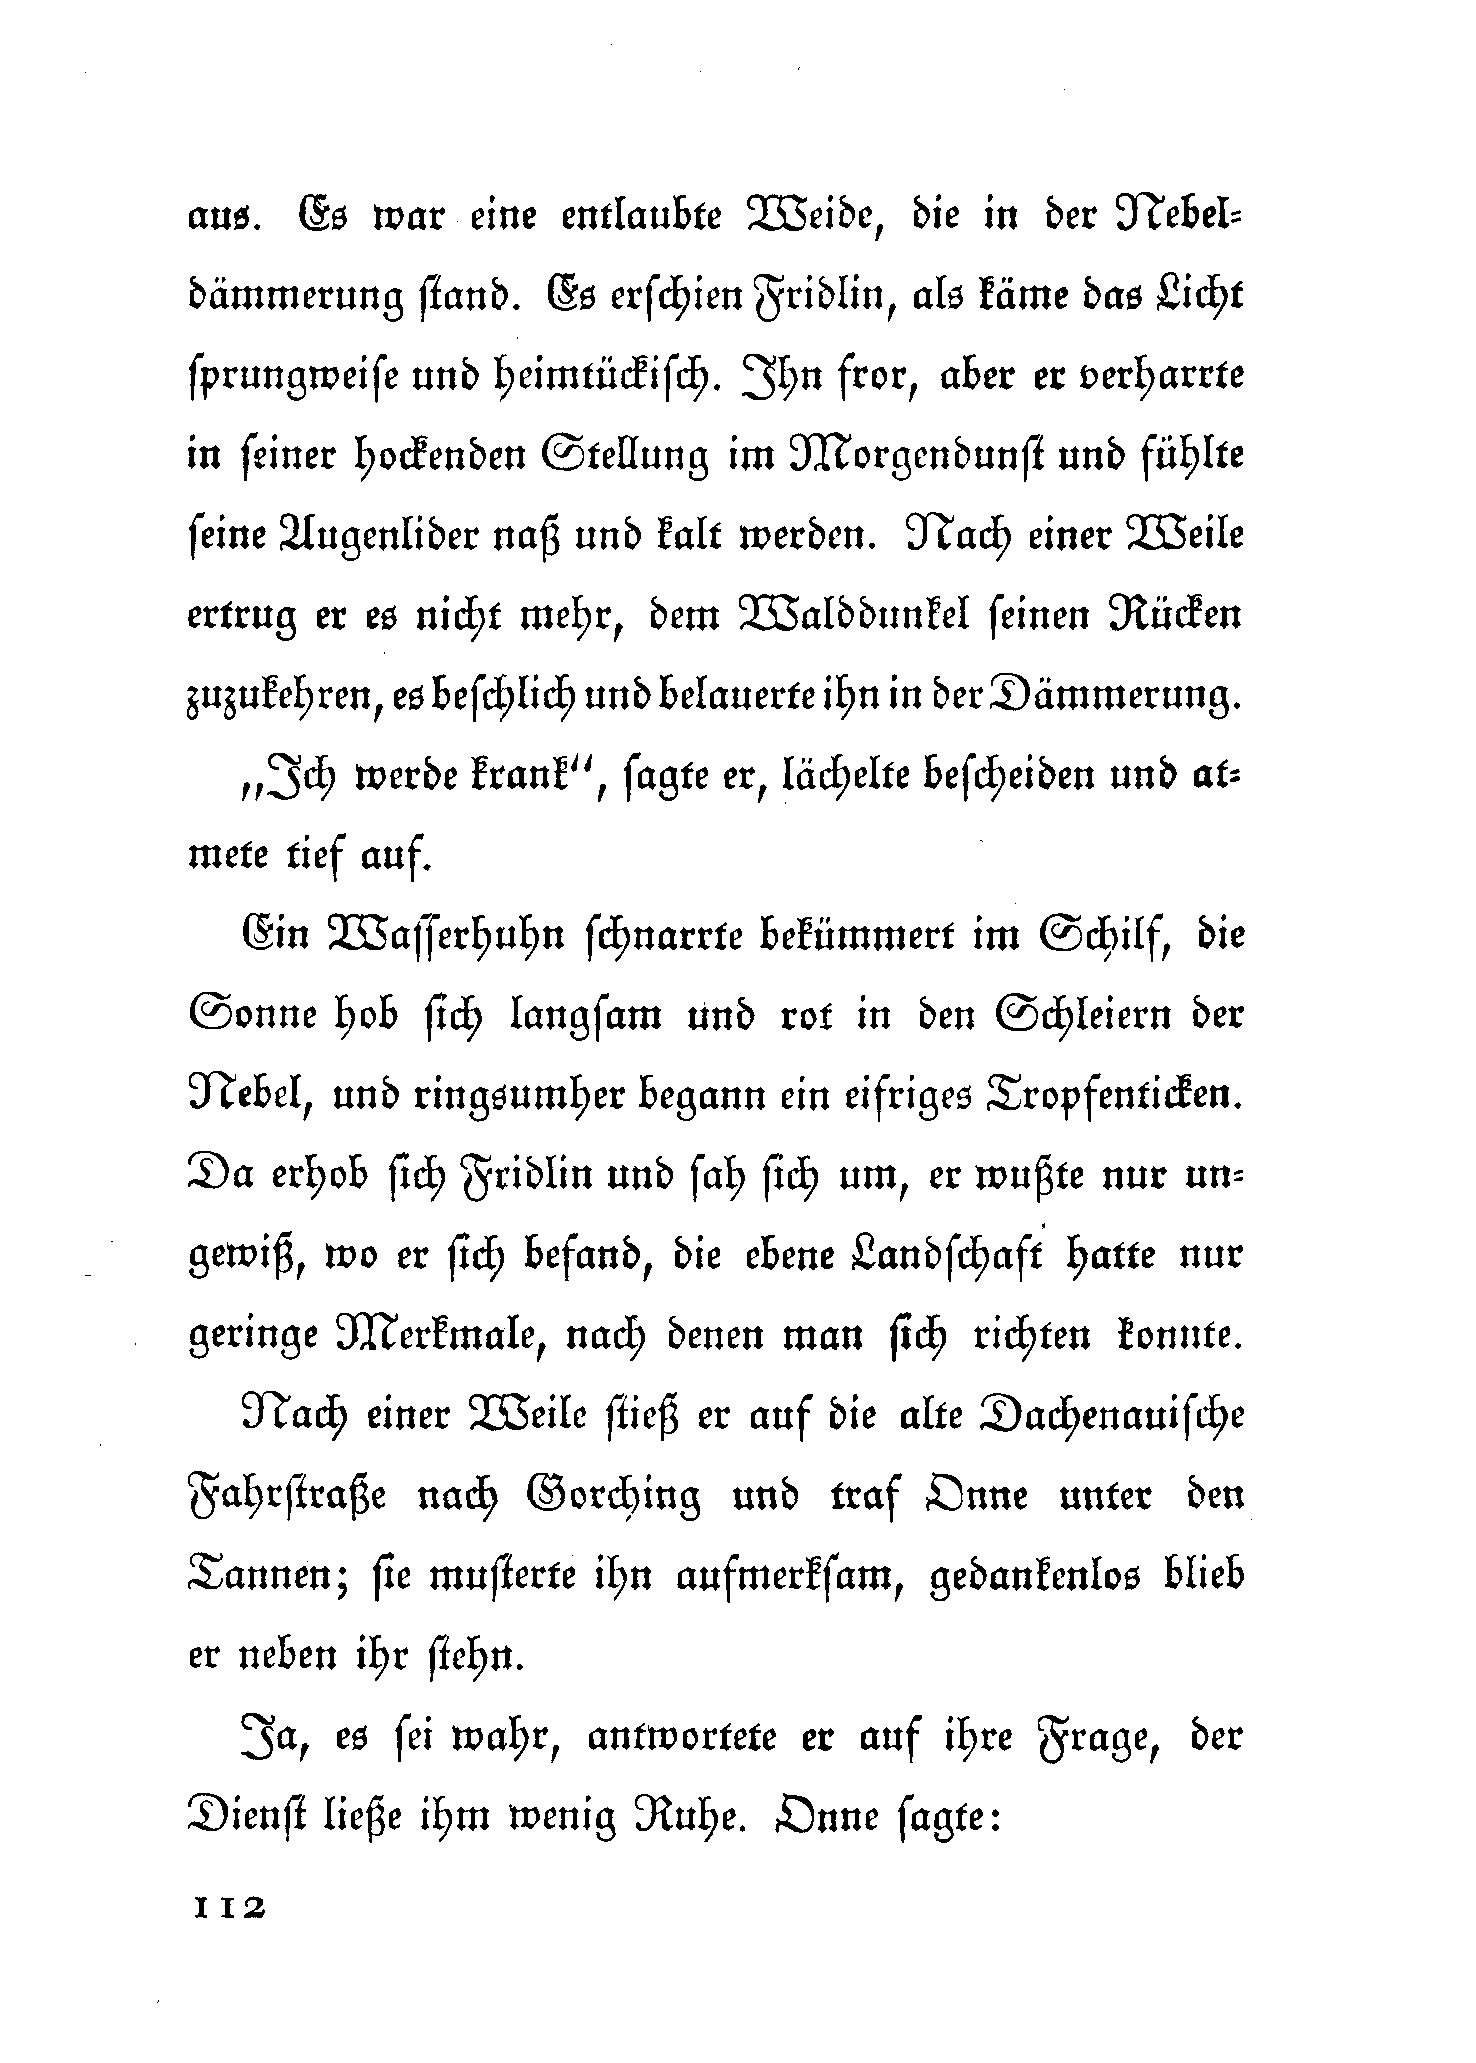 aus. Es war eine entlaubte Weide, die in der Nebel-
dämmerung stand. Es erschien Fridlin, als käme das Licht
sprungweise und heimtückisch. Ihn fror, aber er verharrte
in seiner hockenden Stellung im Morgendunst und fühlte
seine Augenlider naß und kalt werden. Nach einer Weile
ertrug er es nicht mehr, dem Walddunkel seinen Rücken
zuzukehren, es beschlich und belauerte ihn in der Dämmerung.
„Ich werde krank“, sagte er, lächelte bescheiden und at-
mete tief auf.
Ein Wasserhuhn schnarrte bekümmert im Schilf, die
Sonne hob sich langsam und rot in den Schleiern der
Nebel, und ringsumher begann ein eifriges Tropfenticken.
Da erhob sich Fridlin und sah sich um, er wußte nur un-
gewiß, wo er sich befand, die ebene Landschaft hatte nur
geringe Merkmale, nach denen man sich richten konnte.
Nach einer Weile stieß er auf die alte Dachenauische
Fahrstraße nach Gorching und traf Onne unter den
Tannen; sie musterte ihn aufmerksam, gedankenlos blieb
er neben ihr stehn.
Ja, es sei wahr, antwortete er auf ihre Frage, der
Dienst ließe ihm wenig Ruhe. Onne sagte:
112